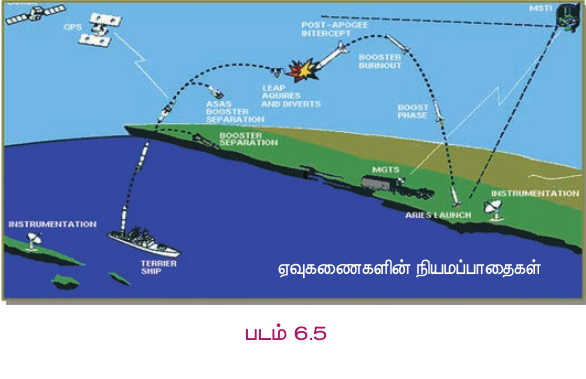 MSTI
GPS
POST - APOGEE
INTERCEPT
BOOSTER
BURNOUT
LEAP
AQUIRES
AND DIVERTS
ASAS
BOOSTER
SEPARATION
BOOST
PHASE
BOOSTER
SEPARATION
MGTS
INSTRUMENTATION
ARIES LAUNCH
INSTRUMENTATION
TERRIER
SHIP
ஏவுகணைகளின் நியமப்பாதைகள்
படம் 6.5